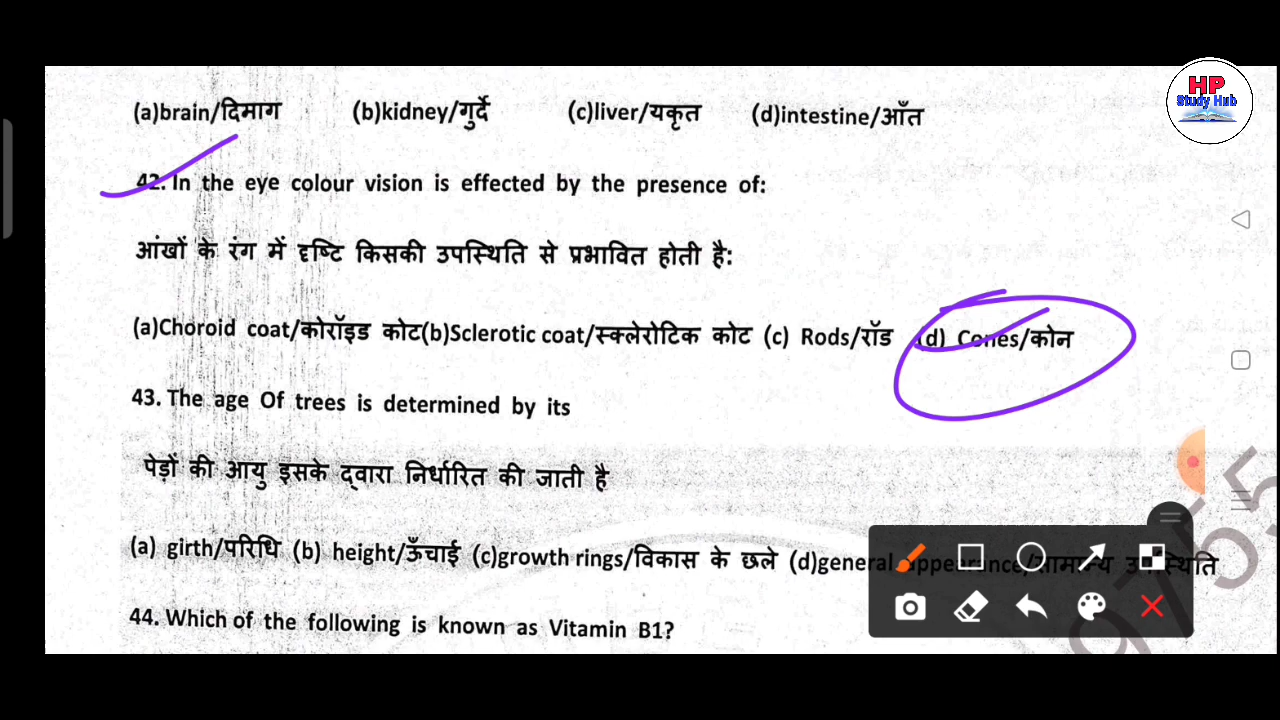 HP
Study Hub
(a)brain/दिमाग (b)kidney/गुर्दे (c)liver/यकृत (d)intestine/आँत
42. In the eye colour vision is effected by the presence of:
आंखों के रंग में दृष्टि किसकी उपस्थिति से प्रभावित होती है:
(a)Choroid coat/कोरॉइड कोट(b)Sclerotic coat/स्क्लेरोटिक कोट (c) Rods/रॉड (d) Cones/कोन
43. The age Of trees is determined by its
पेड़ों की आयु इसके द्वारा निर्धारित की जाती है
(a) girth/परिधि (b) height/ऊँचाई (c)growth rings/विकास के छले (d)general appearance/सामान्य
44. Which of the following is known as Vitamin B1?